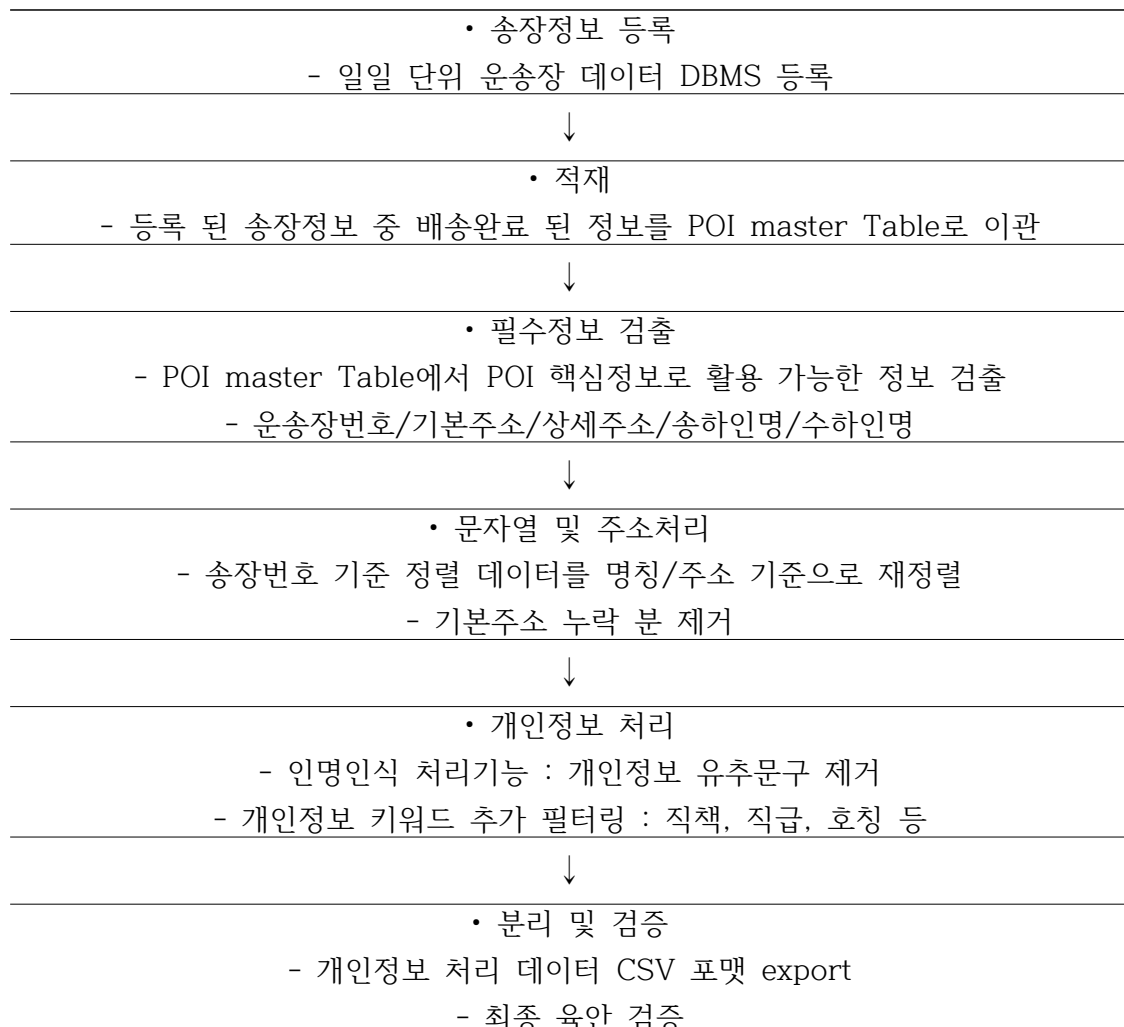 • 송장정보 등록
- 일일 단위 운송장 데이터 DBMS 등록
↓
• 적재
- 등록 된 송장정보 중 배송완료 된 정보를 POI master Table로 이관
↓
• 필수정보 검출
- POI master Table에서 POI 핵심정보로 활용 가능한 정보 검출
- 운송장번호/기본주소/상세주소/송하인명/수하인명
↓
• 문자열 및 주소처리
- 송장번호 기준 정렬 데이터를 명칭/주소 기준으로 재정렬
- 기본주소 누락 분 제거
↓
• 개인정보 처리
- 인명인식 처리기능 : 개인정보 유추문구 제거
- 개인정보 키워드 추가 필터링 : 직책, 직급, 호칭 등
↓
• 분리 및 검증
- 개인정보 처리 데이터 CSV 포맷 export
- 최종 육안 검증